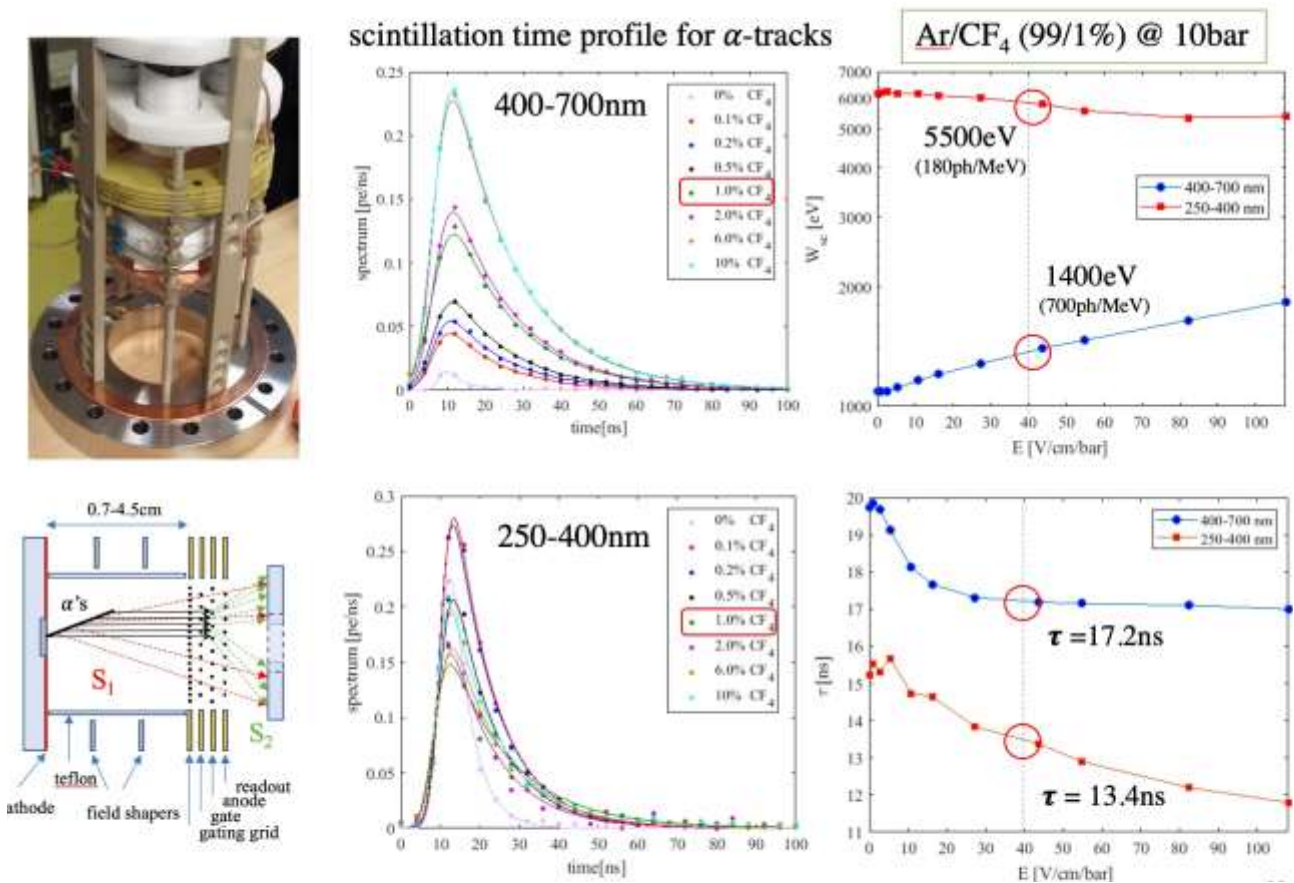 scintillation time profile for α-tracks
Ar/CF4 (99/1%) @ 10bar
400-700nm
0% CF4
0.1% CF4
0.2% CF4
0.5% CF4
1.0% CF4
2.0% CF4
6.0% CF4
10% CF4
spectrum [pe/ns]
0.25
0.2
0.15
0.1
0.05
0
0 10 20 30 40 50 60 70 80 90 100
time[ns]
7000
6000
5000
3000
2000
1000
Wsc [eV]
5500eV
(180ph/MeV)
400-700 nm
250-400 nm
1400eV
(700ph/MeV)
0 10 20 30 40 50 60 70 80 90 100
E [V/cm/bar]
0.7-4.5cm
α's
S1
S2
teflon
athode
field shapers
readout
anode
gate
gating grid
250-400nm
0% CF4
0.1% CF4
0.2% CF4
0.5% CF4
1.0% CF4
2.0% CF4
6.0% CF4
10% CF4
spectrum [pe/ns]
0.3
0.25
0.2
0.15
0.1
0.05
0
0 10 20 30 40 50 60 70 80 90 100
time[ns]
20
19
18
17
16
15
14
13
12
11
τ [ns]
400-700 nm
250-400 nm
τ =17.2ns
τ = 13.4ns
0 10 20 30 40 50 60 70 80 90 100
E [V/cm/bar]